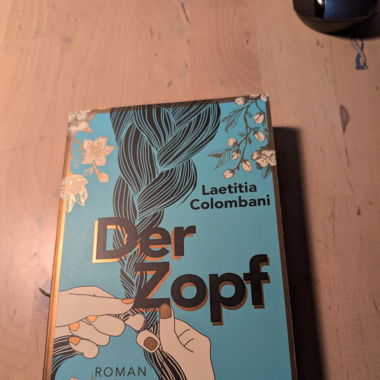 Laetitia
Colombani
Der
Zopf
ROMAN